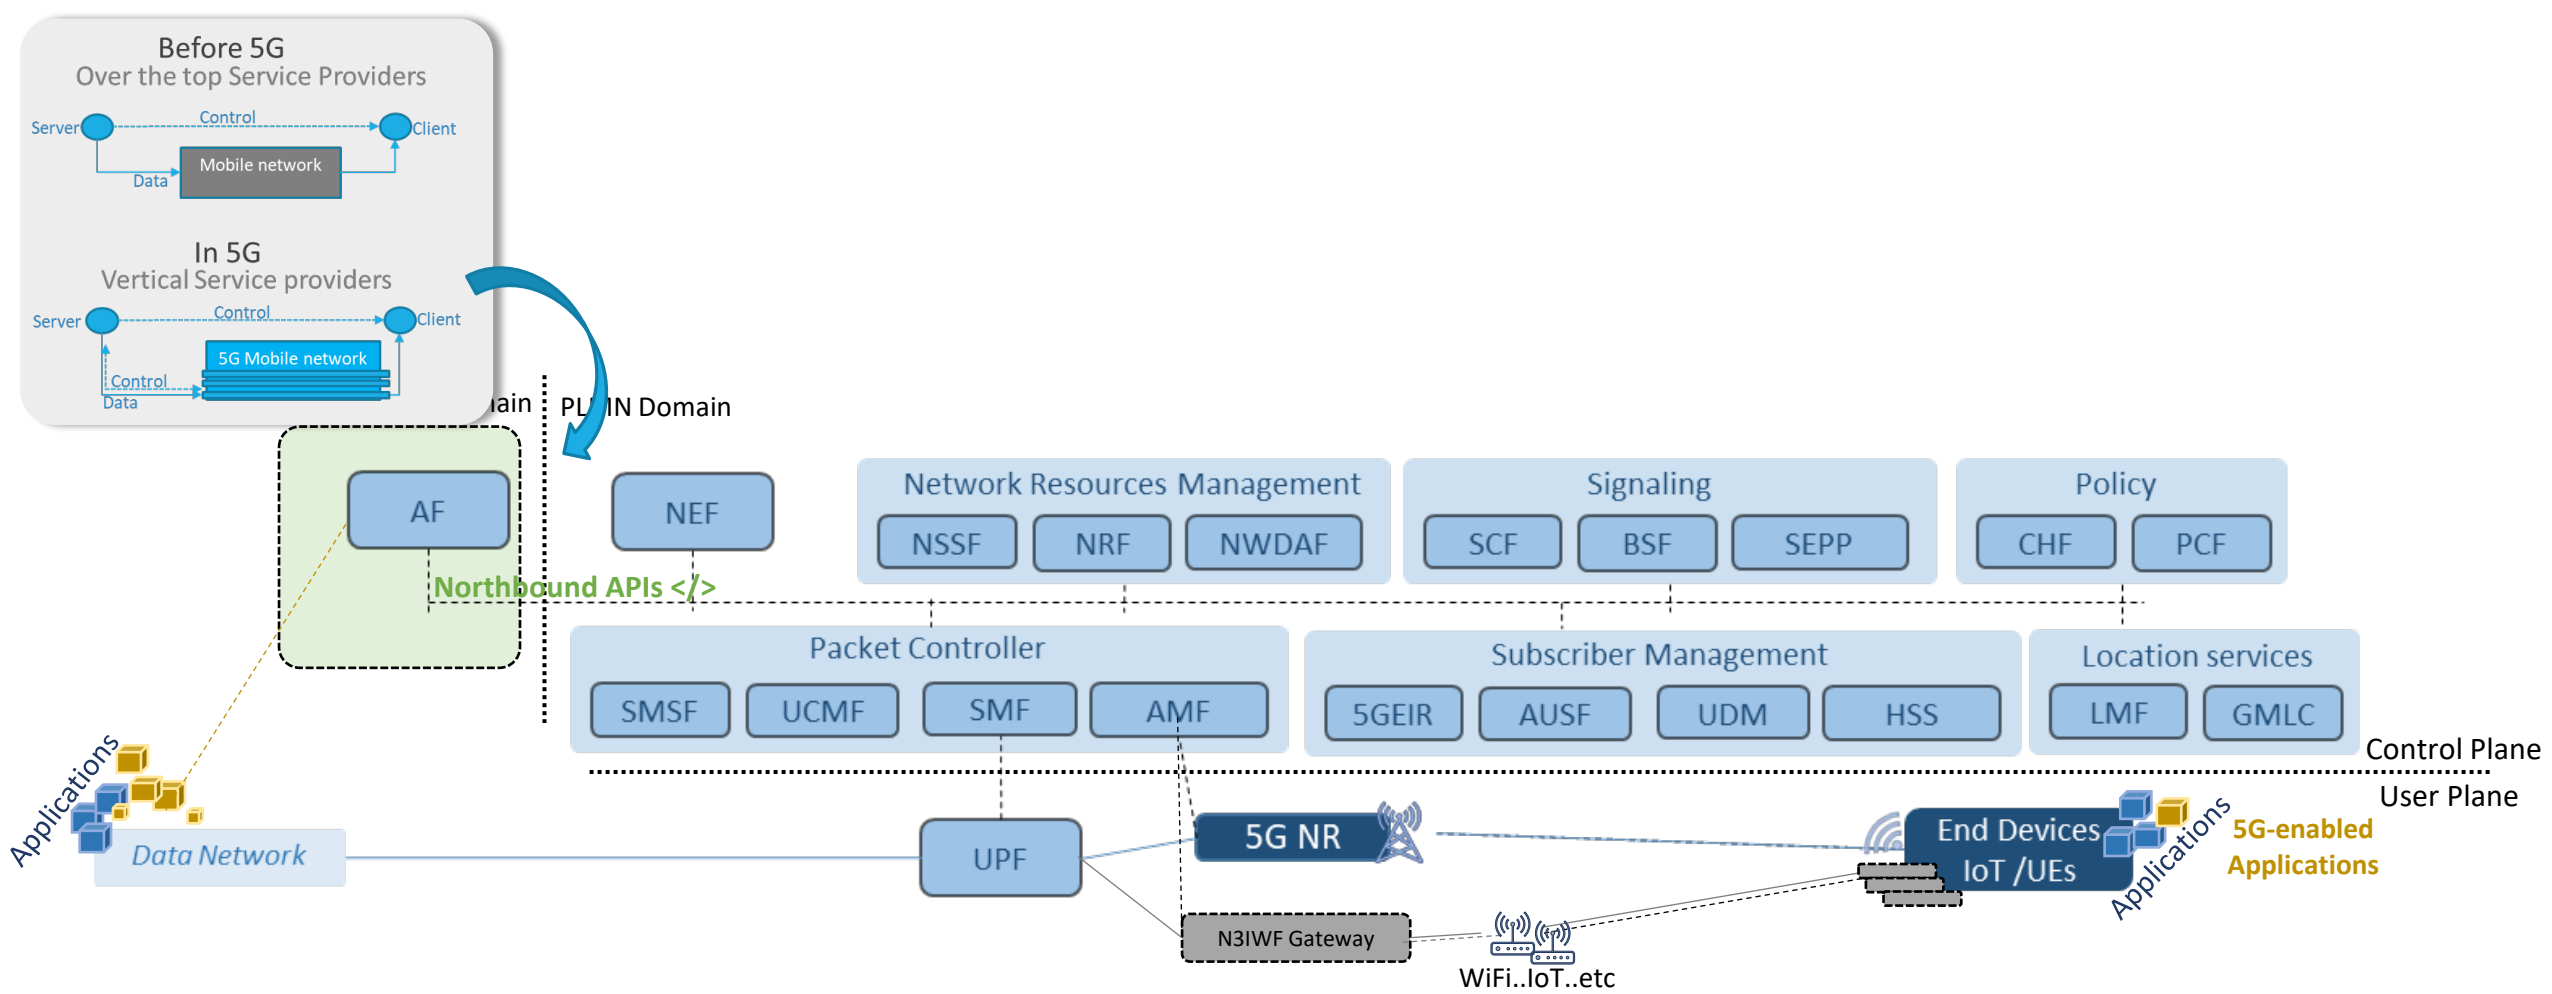 Before 5G
Over the top Service Providers
Server
Control
Client
Mobile network
Data
In 5G
Vertical Service providers
Server
Control
Client
5G Mobile network
Control
Data
Domain
AF
NEF
Northbound APIs </>
Network Resources Management
NSSF
NRF
NWDAF
Signaling
SCF
BSF
SEPP
Policy
CHF
PCF
Packet Controller
SMSF
UCMF
SMF
AMF
Subscriber Management
5GEIR
AUSF
UDM
HSS
Location services
LMF
GMLC
Control Plane
User Plane
Applications
Data Network
UPF
5G NR
End Devices
IoT /UEs
Applications
5G-enabled
Applications
N3IWF Gateway
WiFi..IoT..etc